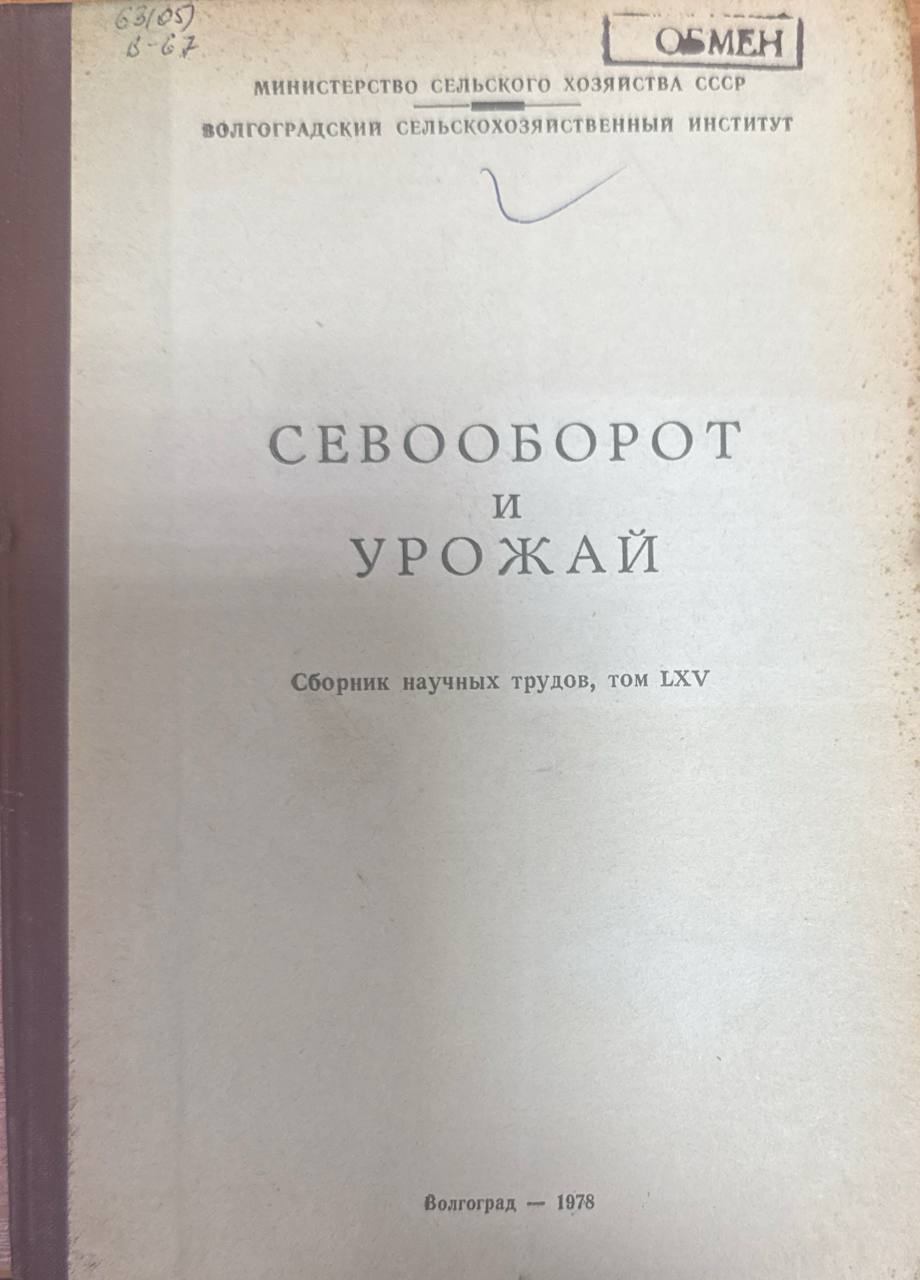 63(05)
В-67
ОБМЕН
МИНИСТЕРСТВО СЕЛЬСКОГО ХОЗЯЙСТВА СССР
ВОЛГОГРАДСКИЙ СЕЛЬСКОХОЗЯЙСТВЕННЫЙ ИНСТИТУТ
СЕВООБОРОТ
И
УРОЖАЙ
Сборник научных трудов, том LXV
Волгоград — 1978